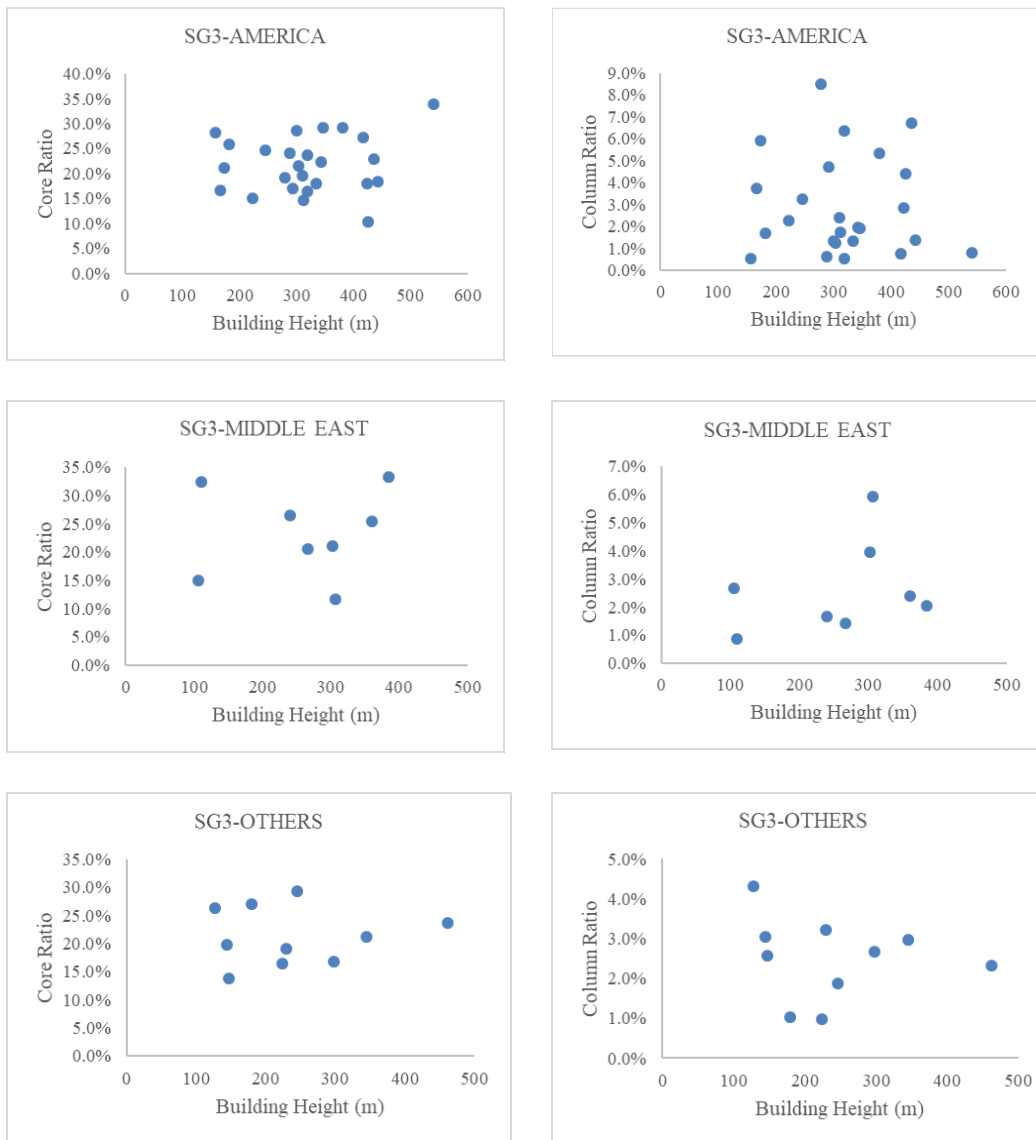 SG3-AMERICA
40.0%
35.0%
30.0%
25.0%
20.0%
15.0%
10.0%
5.0%
0.0%
Core Ratio
0 100 200 300 400 500 600
Building Height (m)
SG3-AMERICA
9.0%
8.0%
7.0%
6.0%
5.0%
4.0%
3.0%
2.0%
1.0%
0.0%
Column Ratio
0 100 200 300 400 500 600
Building Height (m)
SG3-MIDDLE EAST
35.0%
30.0%
25.0%
20.0%
15.0%
10.0%
5.0%
0.0%
Core Ratio
0 100 200 300 400 500
Building Height (m)
SG3-MIDDLE EAST
7.0%
6.0%
5.0%
4.0%
3.0%
2.0%
1.0%
0.0%
Column Ratio
0 100 200 300 400 500
Building Height (m)
SG3-OTHERS
35.0%
30.0%
25.0%
20.0%
15.0%
10.0%
5.0%
0.0%
Core Ratio
0 100 200 300 400 500
Building Height (m)
SG3-OTHERS
5.0%
4.0%
3.0%
2.0%
1.0%
0.0%
Column Ratio
0 100 200 300 400 500
Building Height (m)